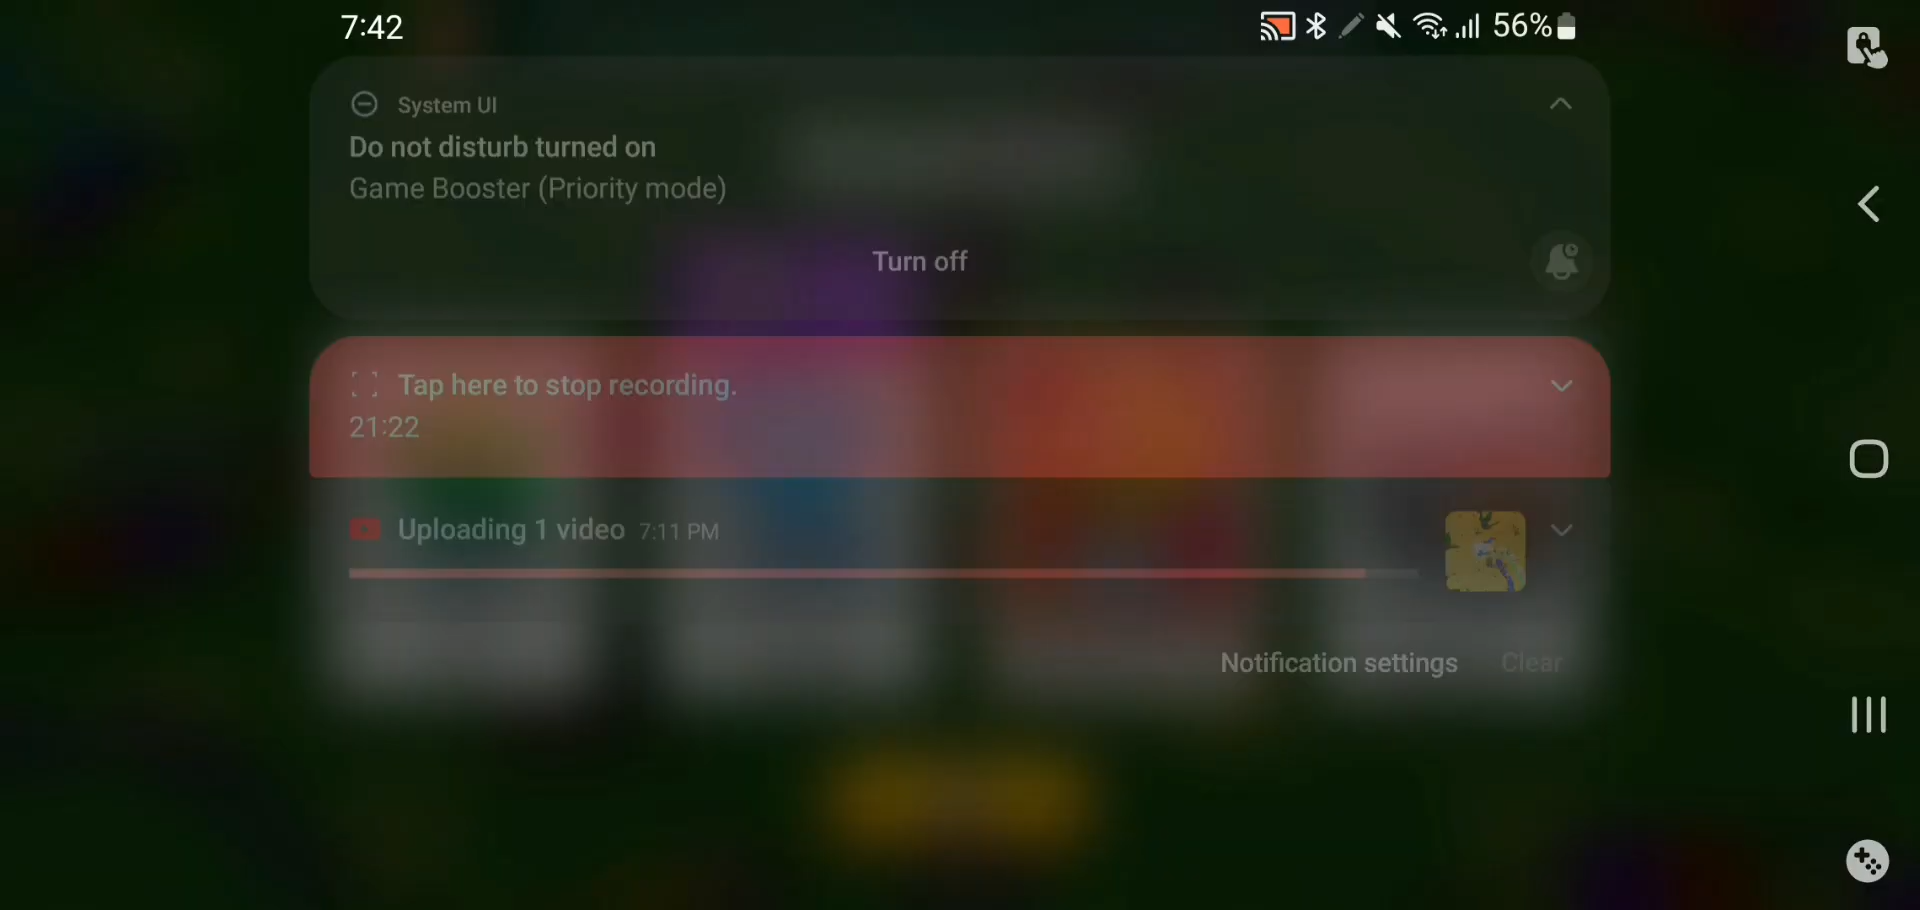 7:42
56%
System UI
Do not disturb turned on
Game Booster (Priority mode)
Turn off
Tap here to stop recording.
21:22
Uploading 1 video 7:11 PM
Notification settings Clear